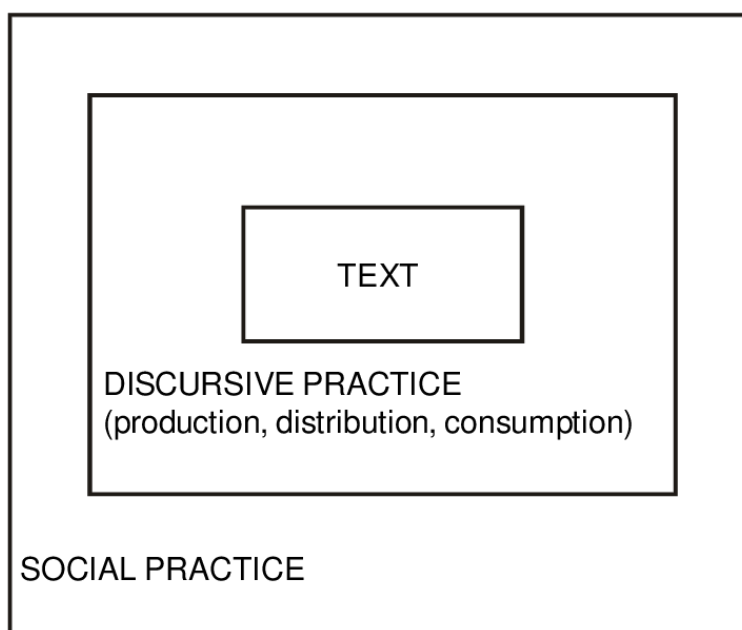 TEXT
DISCURSIVE PRACTICE
(production, distribution, consumption)
SOCIAL PRACTICE